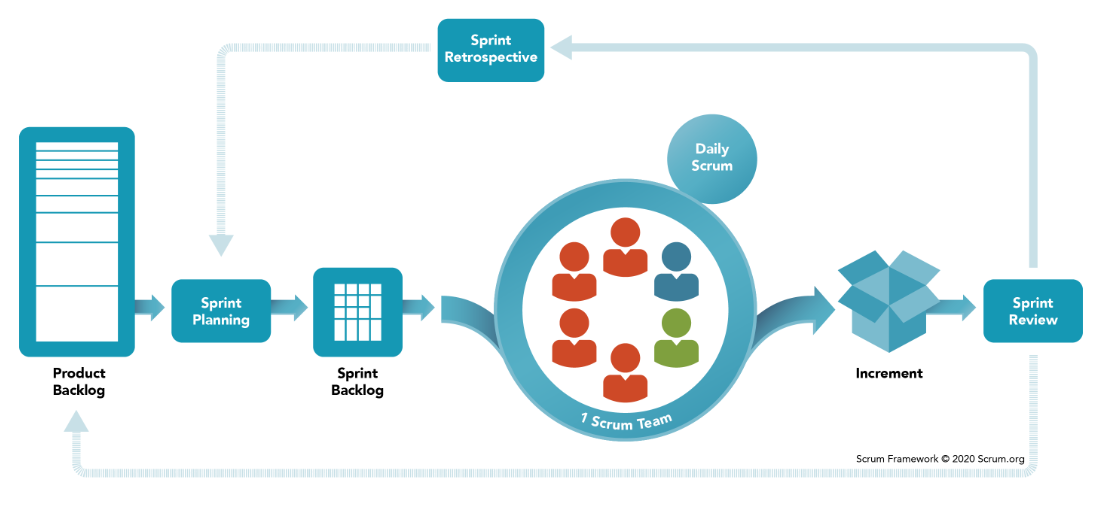 Sprint
Retrospective
Daily
Scrum
Sprint
Planning
Sprint
Review
Product
Backlog
Sprint
Backlog
1 Scrum Team
Increment
Scrum Framework © 2020 Scrum.org